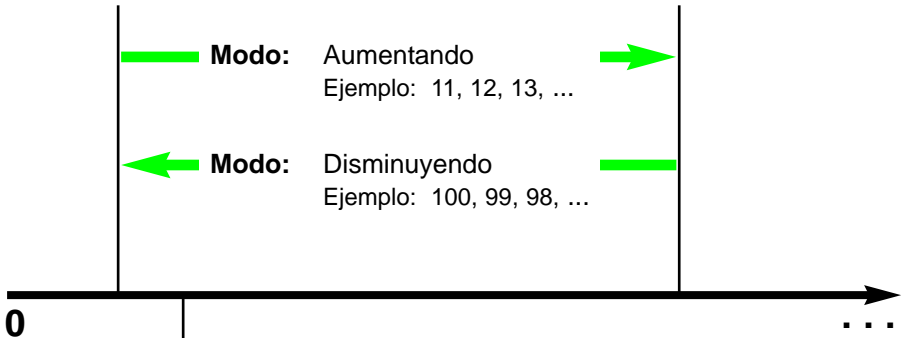 Modo: Aumentando
Ejemplo: 11, 12, 13, ...
Modo: Disminuyendo
Ejemplo: 100, 99, 98, ...
0 . . .